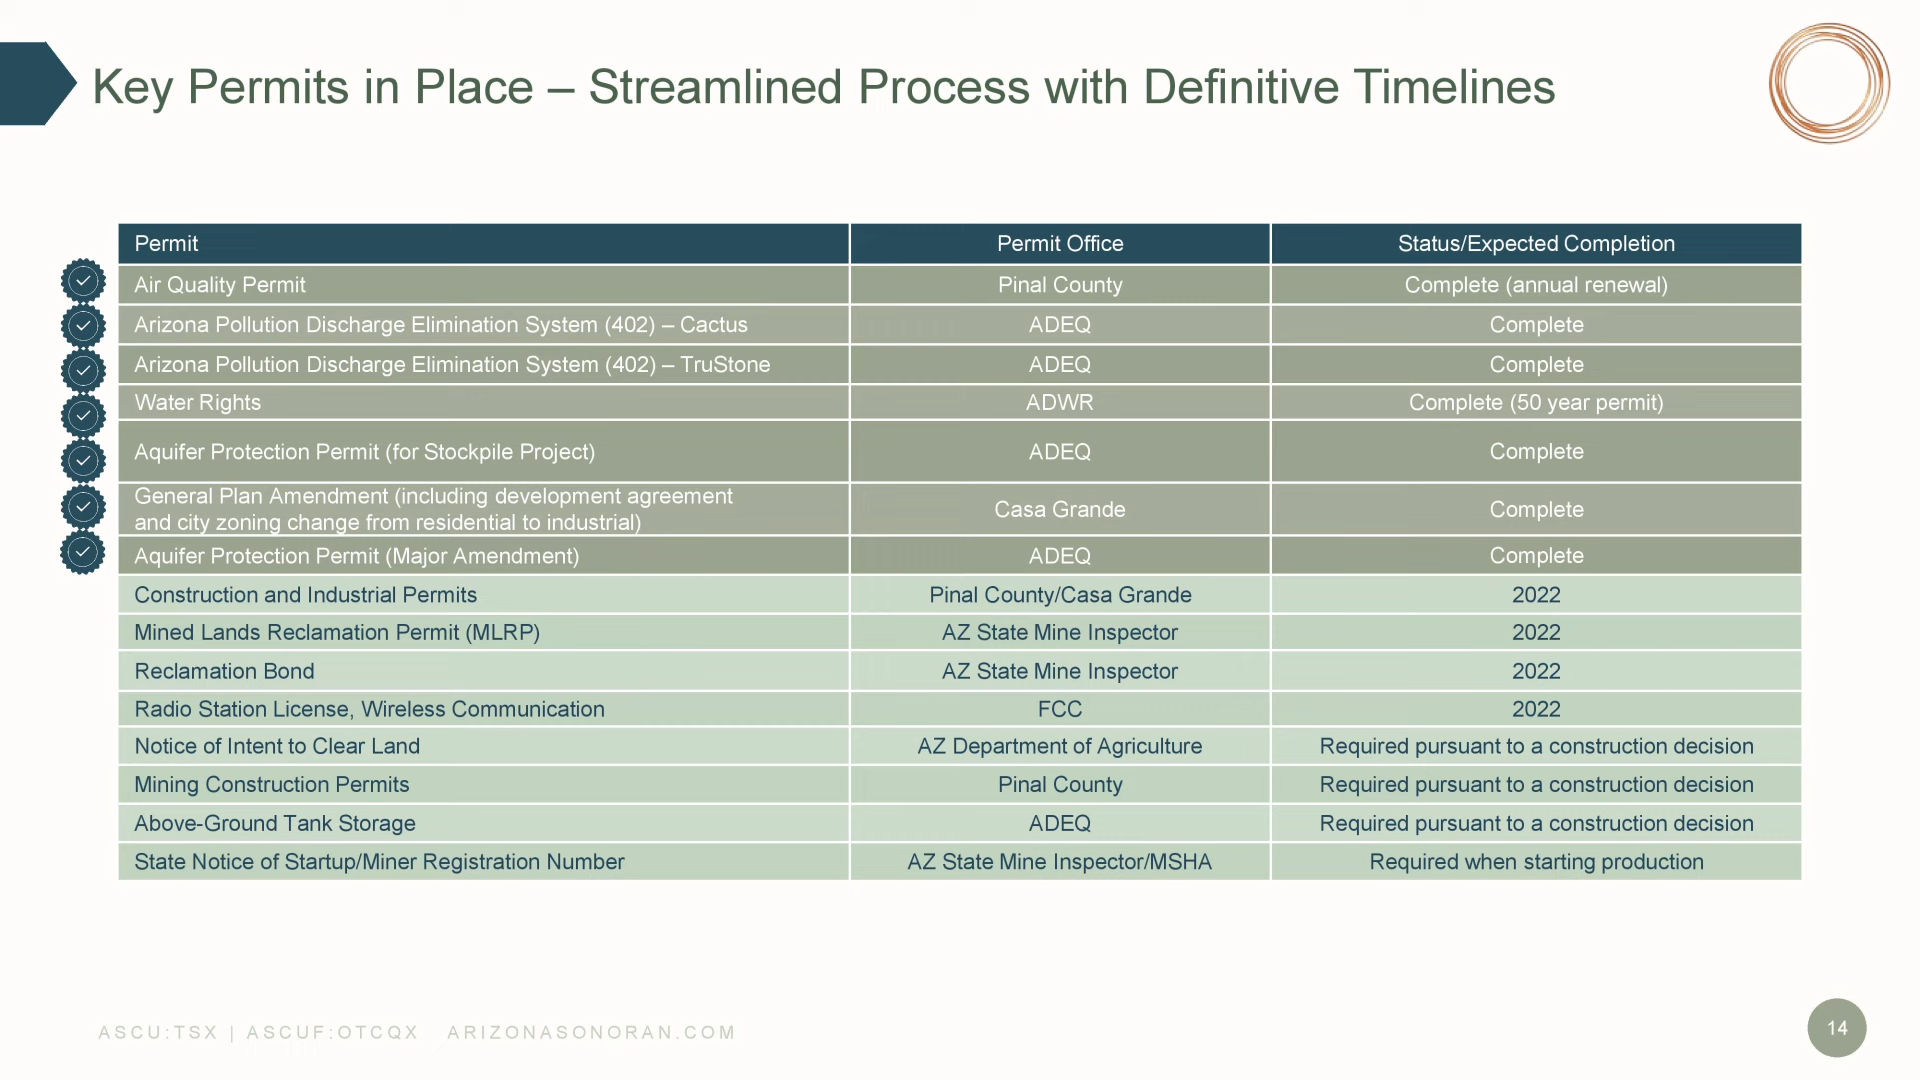 Key Permits in Place – Streamlined Process with Definitive Timelines
Permit Permit Office Status/Expected Completion
Air Quality Permit Pinal County Complete (annual renewal)
Arizona Pollution Discharge Elimination System (402) – Cactus ADEQ Complete
Arizona Pollution Discharge Elimination System (402) – TruStone ADEQ Complete
Water Rights ADWR Complete (50 year permit)
Aquifer Protection Permit (for Stockpile Project) ADEQ Complete
General Plan Amendment (including development agreement
and city zoning change from residential to industrial) Casa Grande Complete
Aquifer Protection Permit (Major Amendment) ADEQ Complete
Construction and Industrial Permits Pinal County/Casa Grande 2022
Mined Lands Reclamation Permit (MLRP) AZ State Mine Inspector 2022
Reclamation Bond AZ State Mine Inspector 2022
Radio Station License, Wireless Communication FCC 2022
Notice of Intent to Clear Land AZ Department of Agriculture Required pursuant to a construction decision
Mining Construction Permits Pinal County Required pursuant to a construction decision
Above-Ground Tank Storage ADEQ Required pursuant to a construction decision
State Notice of Startup/Miner Registration Number AZ State Mine Inspector/MSHA Required when starting production
ASCU:TSX | ASCUF:OTCQX ARIZONASONORAN.COM
14